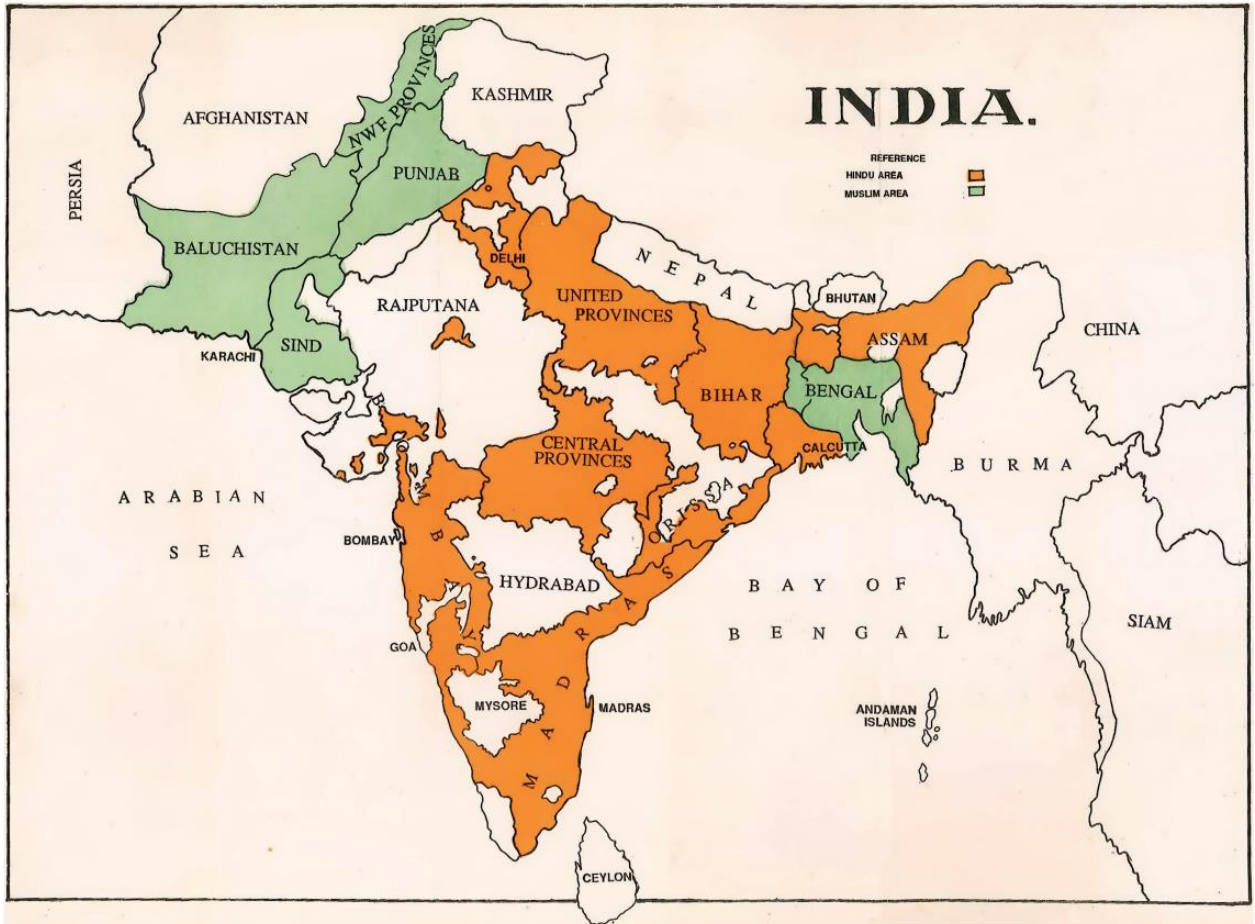 INDIA.
REFERENCE
HINDU AREA
MUSLIM AREA
AFGHANISTAN
KASHMIR
NWF PROVINCES
PERSIA
PUNJAB
BALUCHISTAN
DELHI
NEPAL
BHUTAN
RAJPUTANA
UNITED
PROVINCES
ASSAM
CHINA
KARACHI
SIND
BIHAR
BENGAL
CENTRAL
PROVINCES
CALCUTTA
BURMA
ARABIAN
SEA
ORISSA
BOMBAY
BOMBAY
HYDRABAD
BAY OF
BENGAL
SIAM
GOA
MYSORE
MADRAS
MADRAS
ANDAMAN
ISLANDS
CEYLON